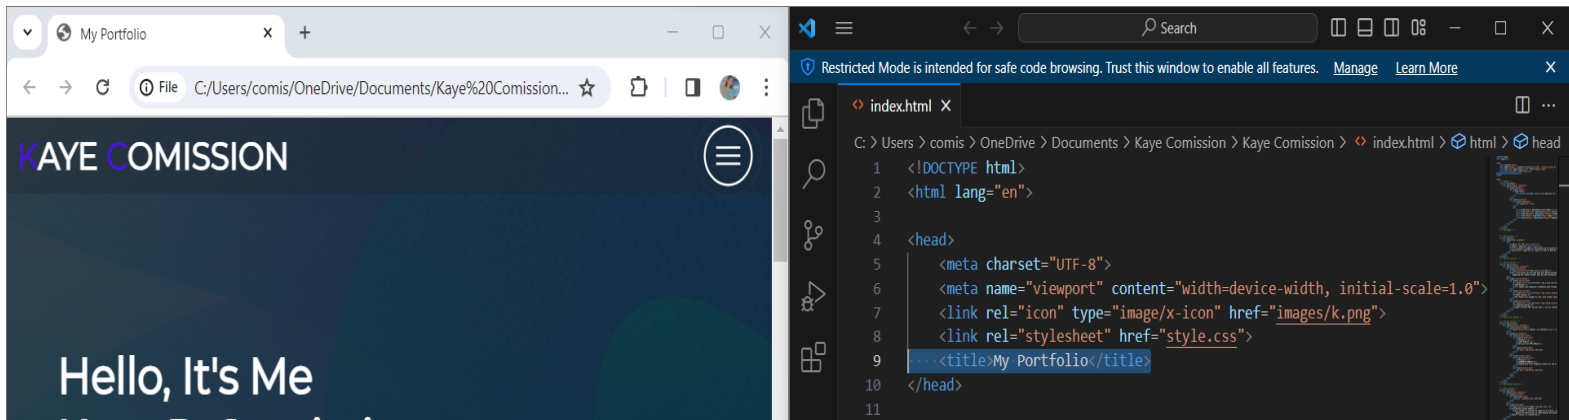 My Portfolio
File C:/Users/comis/OneDrive/Documents/Kaye%20Comission...
KAYE COMISSION
Hello, It's Me
Search
Restricted Mode is intended for safe code browsing. Trust this window to enable all features. Manage Learn More
index.html
C: > Users > comis > OneDrive > Documents > Kaye Comission > Kaye Comission > index.html > html > head
1 <!DOCTYPE html>
2 <html lang="en">
3
4 <head>
5 <meta charset="UTF-8">
6 <meta name="viewport" content="width=device-width, initial-scale=1.0">
7 <link rel="icon" type="image/x-icon" href="images/k.png">
8 <link rel="stylesheet" href="style.css">
9 <title>My Portfolio</title>
10 </head>
11